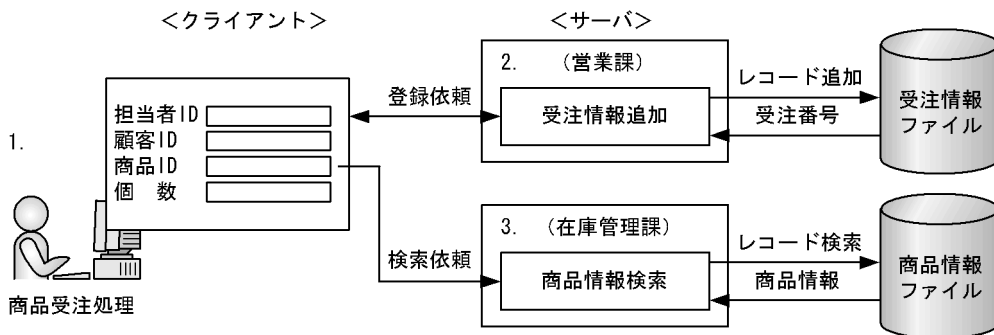 ＜クライアント＞
＜サーバ＞
1.
担当者ID
顧客ID
商品ID
個　数
商品受注処理
登録依頼
検索依頼
2.　（営業課）
受注情報追加
レコード追加
受注番号
受注情報
ファイル
3.　（在庫管理課）
商品情報検索
レコード検索
商品情報
商品情報
ファイル